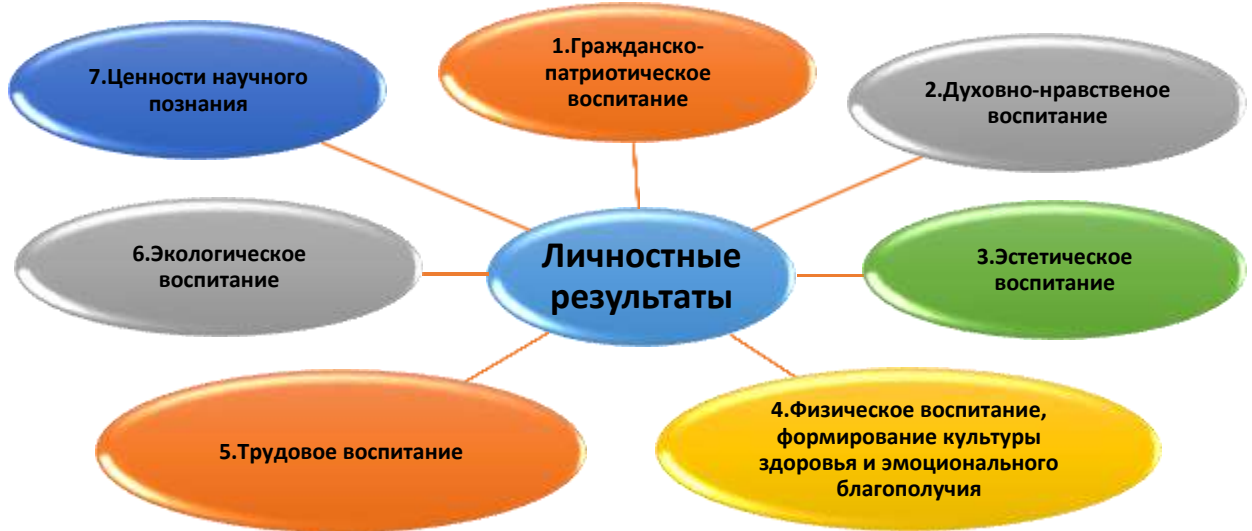 1.Гражданско-
патриотическое
воспитание
2.Духовно-нравственое
воспитание
3.Эстетическое
воспитание
4.Физическое воспитание,
формирование культуры
здоровья и эмоционального
благополучия
5.Трудовое воспитание
6.Экологическое
воспитание
7.Ценности научного
познания
Личностные
результаты